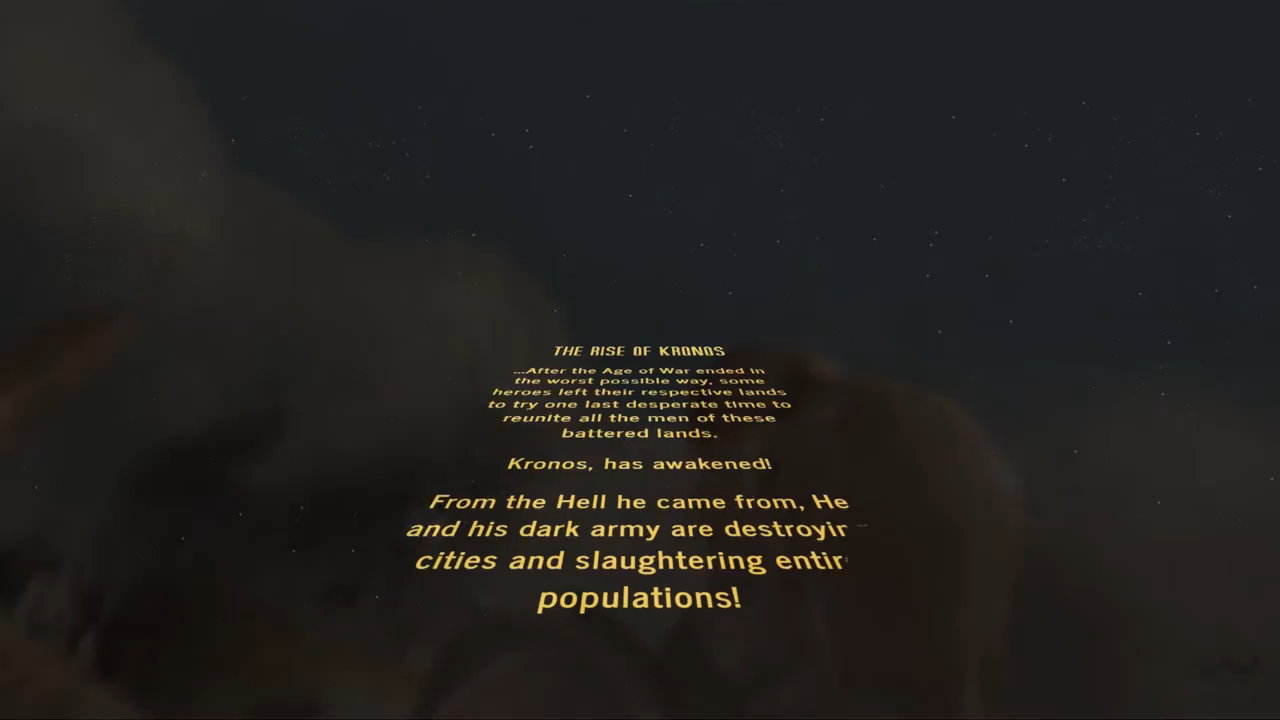 THE RISE OF KRONOS
...After the Age of War ended in
the worst possible way, some
heroes left their respective lands
to try one last desperate time to
reunite all the men of these
battered lands.
Kronos, has awakened!
From the Hell he came from, He
and his dark army are destroyin
cities and slaughtering entir
populations!